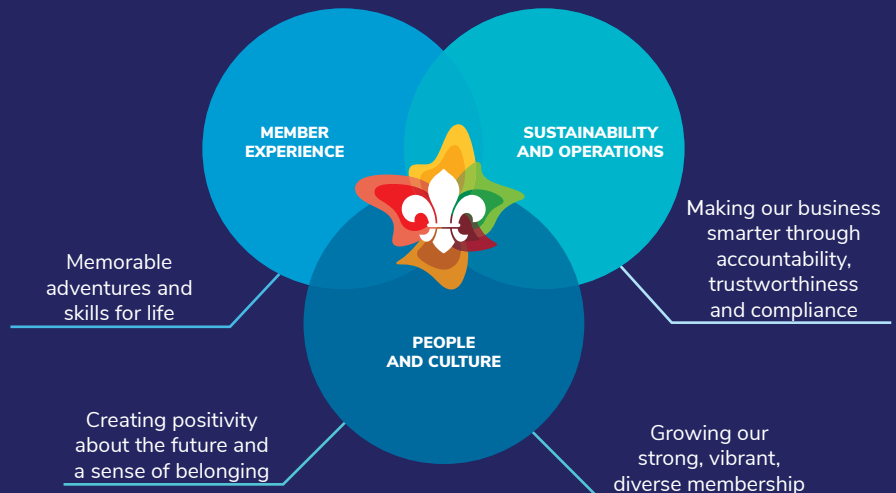 MEMBER
EXPERIENCE
SUSTAINABILITY
AND OPERATIONS
Making our business
smarter through
accountability,
trustworthiness
and compliance
Memorable
adventures and
skills for life
PEOPLE
AND CULTURE
Creating positivity
about the future and
a sense of belonging
Growing our
strong, vibrant,
diverse membership